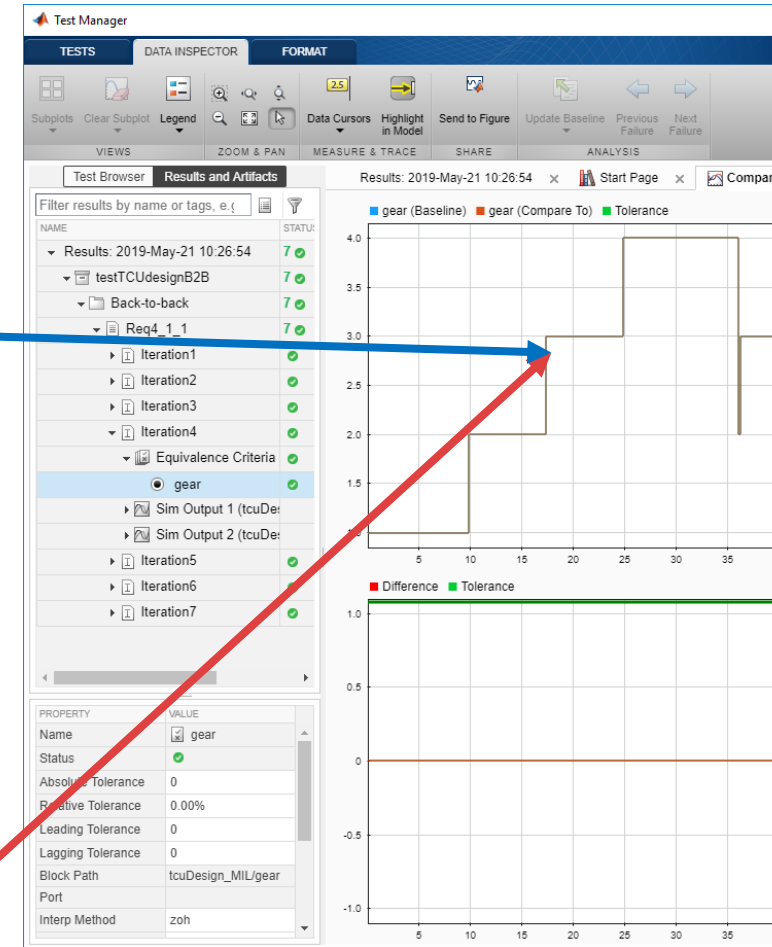 Test Manager
TESTS DATA INSPECTOR FORMAT
2.5
Subplots Clear Subplot Legend Data Cursors Highlight in Model Send to Figure Update Baseline Previous Failure Next Failure
VIEWS ZOOM & PAN MEASURE & TRACE SHARE ANALYSIS
Test Browser Results and Artifacts
Filter results by name or tags, e.g
NAME STATUS
Results: 2019-May-21 10:26:54 7
testTCUdesignB2B 7
Back-to-back 7
Req4_1_1 7
Iteration1
Iteration2
Iteration3
Iteration4
Equivalence Criteria
gear
Sim Output 1 (tcuDe
Sim Output 2 (tcuDe
Iteration5
Iteration6
Iteration7
PROPERTY VALUE
Name gear
Status
Absolute Tolerance 0
Relative Tolerance 0.00%
Leading Tolerance 0
Lagging Tolerance 0
Block Path tcuDesign_MIL/gear
Port
Interp Method zoh
Results: 2019-May-21 10:26:54 x Start Page x Compar
gear (Baseline) gear (Compare To) Tolerance
4.0
3.5
3.0
2.5
2.0
1.5
5 10 15 20 25 30 35
Difference Tolerance
1.0
0.5
0
-0.5
-1.0
5 10 15 20 25 30 35